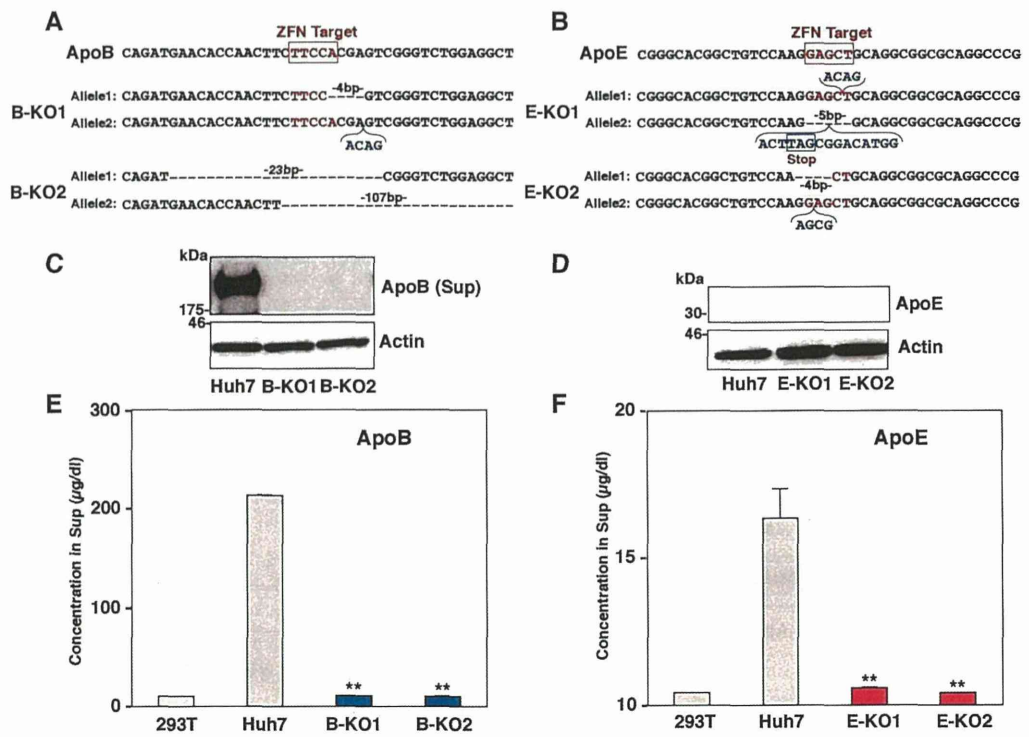 A
ZFN Target
ApoB CAGATGAACACCAACTTCTTCCACGAGTCGGGTCTGGAGGCT
B-KO1
Allele1: CAGATGAACACCAACTTCTTCC -4bp- GTCGGGTCTGGAGGCT
Allele2: CAGATGAACACCAACTTCTTCCACGAGTCGGGTCTGGAGGCT
ACAG
B-KO2
Allele1: CAGAT -23bp- CGGGTCTGGAGGCT
Allele2: CAGATGAACACCAACTT -107bp-
B
ZFN Target
ApoE CGGGCACGGCTGTCCAAGGAGCTGCAGGCGGCGCAGGCCCG
ACAG
E-KO1
Allele1: CGGGCACGGCTGTCCAAGGAGCTGCAGGCGGCGCAGGCCCG
Allele2: CGGGCACGGCTGTCCAAG -5bp- GCAGGCGGCGCAGGCCCG
ACTTAGCGGACATGG
Stop
E-KO2
Allele1: CGGGCACGGCTGTCCAA -4bp- CTGCAGGCGGCGCAGGCCCG
Allele2: CGGGCACGGCTGTCCAAGGAGCTGCAGGCGGCGCAGGCCCG
AGCG
C
kDa
ApoB (Sup)
175-
46-
Actin
Huh7 B-KO1 B-KO2
D
kDa
ApoE
30-
46-
Actin
Huh7 E-KO1 E-KO2
E
ApoB
Concentration in Sup (µg/dl)
300
200
100
0
** **
293T Huh7 B-KO1 B-KO2
F
ApoE
Concentration in Sup (µg/dl)
20
15
10
** **
293T Huh7 E-KO1 E-KO2